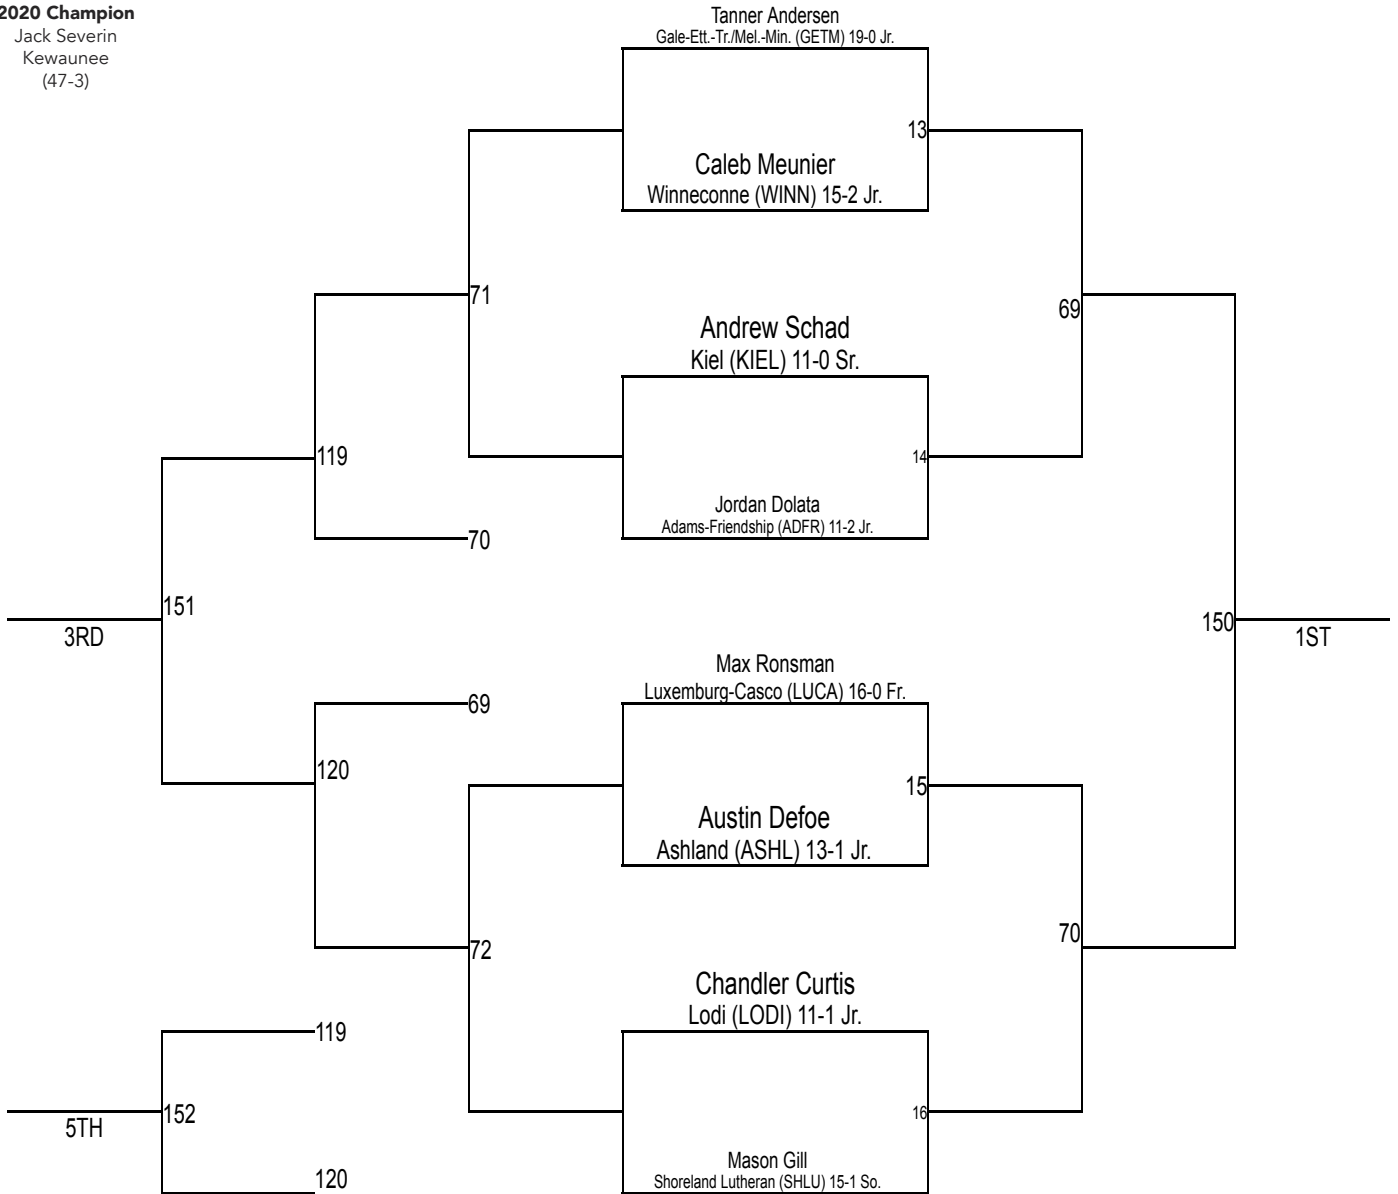 2020 Champion
Jack Severin
Kewaunee
(47-3)
Tanner Andersen
Gale-Ett.-Tr./Mel.-Min. (GETM) 19-0 Jr.
13
Caleb Meunier
Winneconne (WINN) 15-2 Jr.
71
69
Andrew Schad
Kiel (KIEL) 11-0 Sr.
119
14
Jordan Dolata
Adams-Friendship (ADFR) 11-2 Jr.
70
151
3RD
150
1ST
Max Ronsman
Luxemburg-Casco (LUCA) 16-0 Fr.
69
120
15
Austin Defoe
Ashland (ASHL) 13-1 Jr.
72
70
Chandler Curtis
Lodi (LODI) 11-1 Jr.
119
152
5TH
16
Mason Gill
Shoreland Lutheran (SHLU) 15-1 So.
120